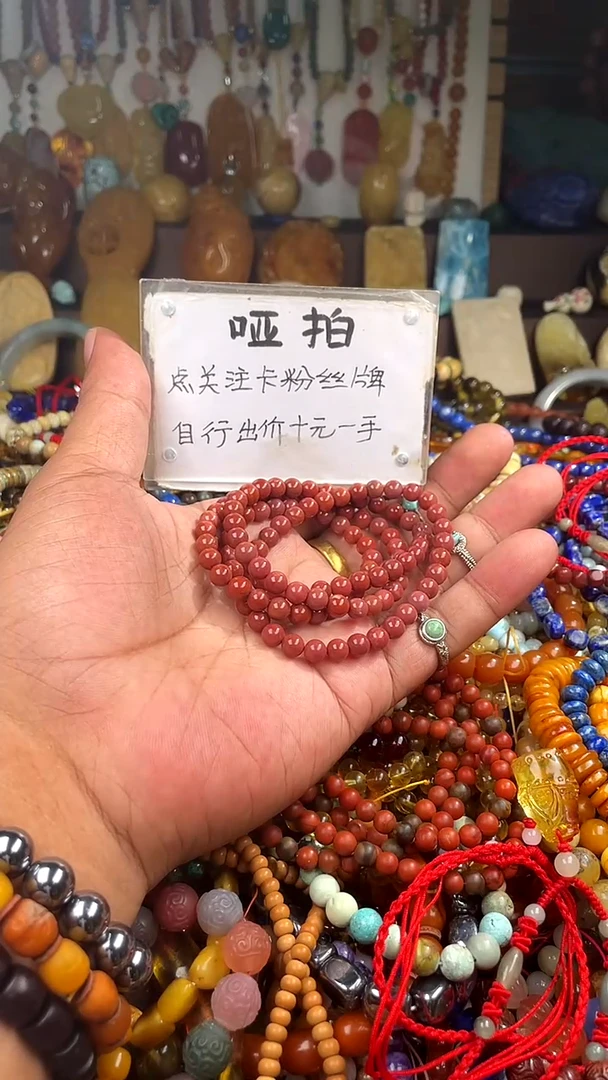 哑拍
点关注卡粉丝牌
自行出价十元一手